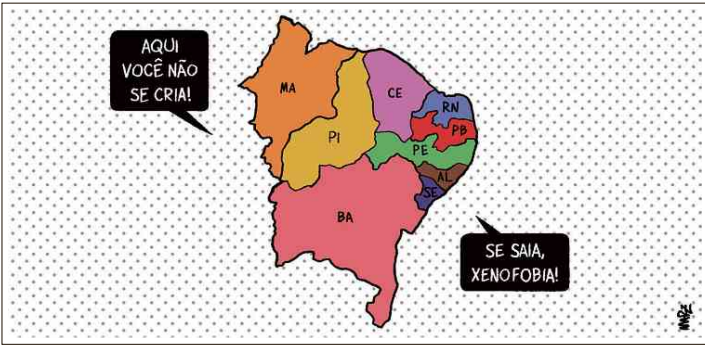 AQUI
VOCÊ NÃO
SE CRIA!
MA
CE
RN
PI
PB
PE
AL
SE
BA
SE SAIA,
XENOFOBIA!